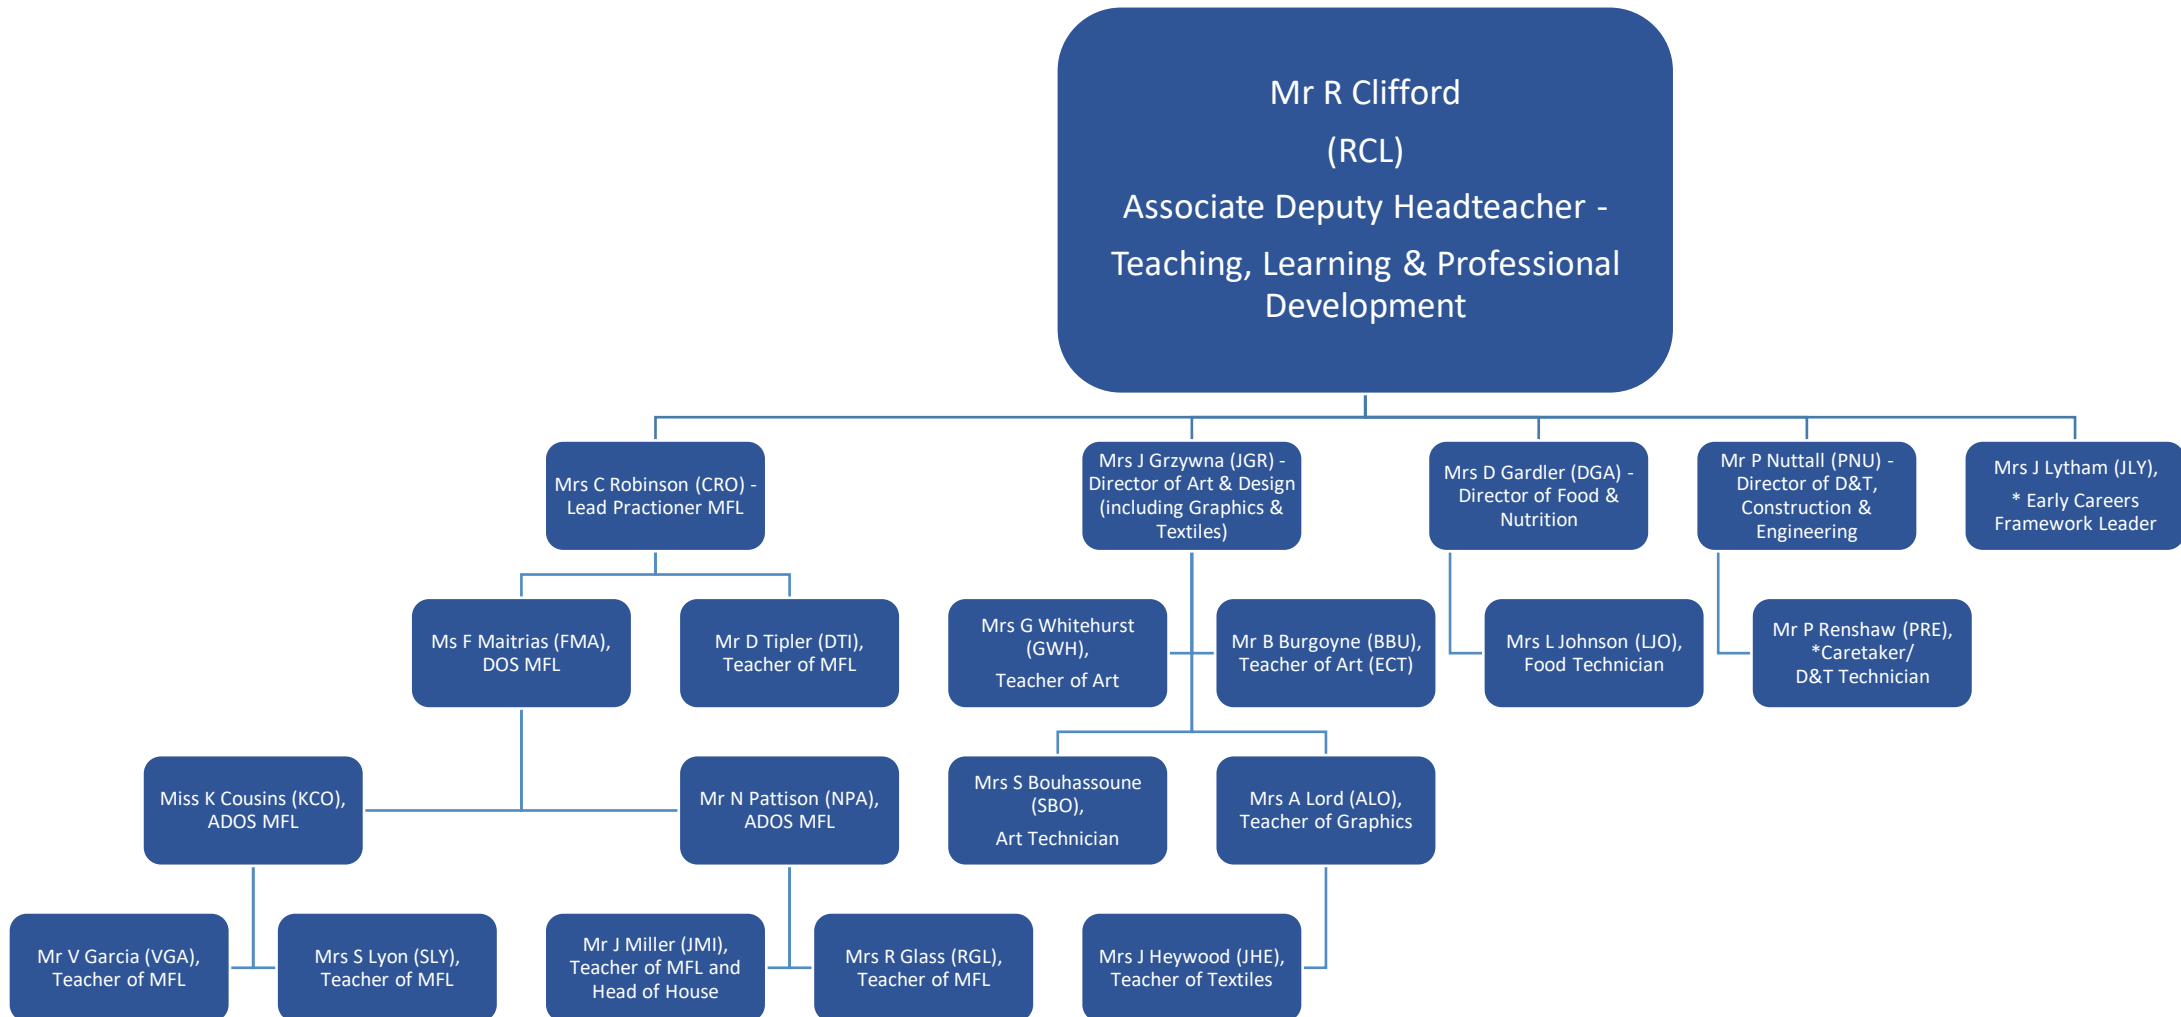 Mr R Clifford
(RCL)
Associate Deputy Headteacher -
Teaching, Learning & Professional
Development
Mrs C Robinson (CRO) -
Lead Practioner MFL
Mrs J Grzywna (JGR) -
Director of Art & Design
(including Graphics &
Textiles)
Mrs D Gardler (DGA) -
Director of Food &
Nutrition
Mr P Nuttall (PNU) -
Director of D&T,
Construction &
Engineering
Mrs J Lytham (JLY),
* Early Careers
Framework Leader
Ms F Maitrias (FMA),
DOS MFL
Mr D Tipler (DTI),
Teacher of MFL
Mrs G Whitehurst
(GWH),
Teacher of Art
Mr B Burgoyne (BBU),
Teacher of Art (ECT)
Mrs L Johnson (LJO),
Food Technician
Mr P Renshaw (PRE),
*Caretaker/
D&T Technician
Miss K Cousins (KCO),
ADOS MFL
Mr N Pattison (NPA),
ADOS MFL
Mrs S Bouhassoune
(SBO),
Art Technician
Mrs A Lord (ALO),
Teacher of Graphics
Mr V Garcia (VGA),
Teacher of MFL
Mrs S Lyon (SLY),
Teacher of MFL
Mr J Miller (JMI),
Teacher of MFL and
Head of House
Mrs R Glass (RGL),
Teacher of MFL
Mrs J Heywood (JHE),
Teacher of Textiles